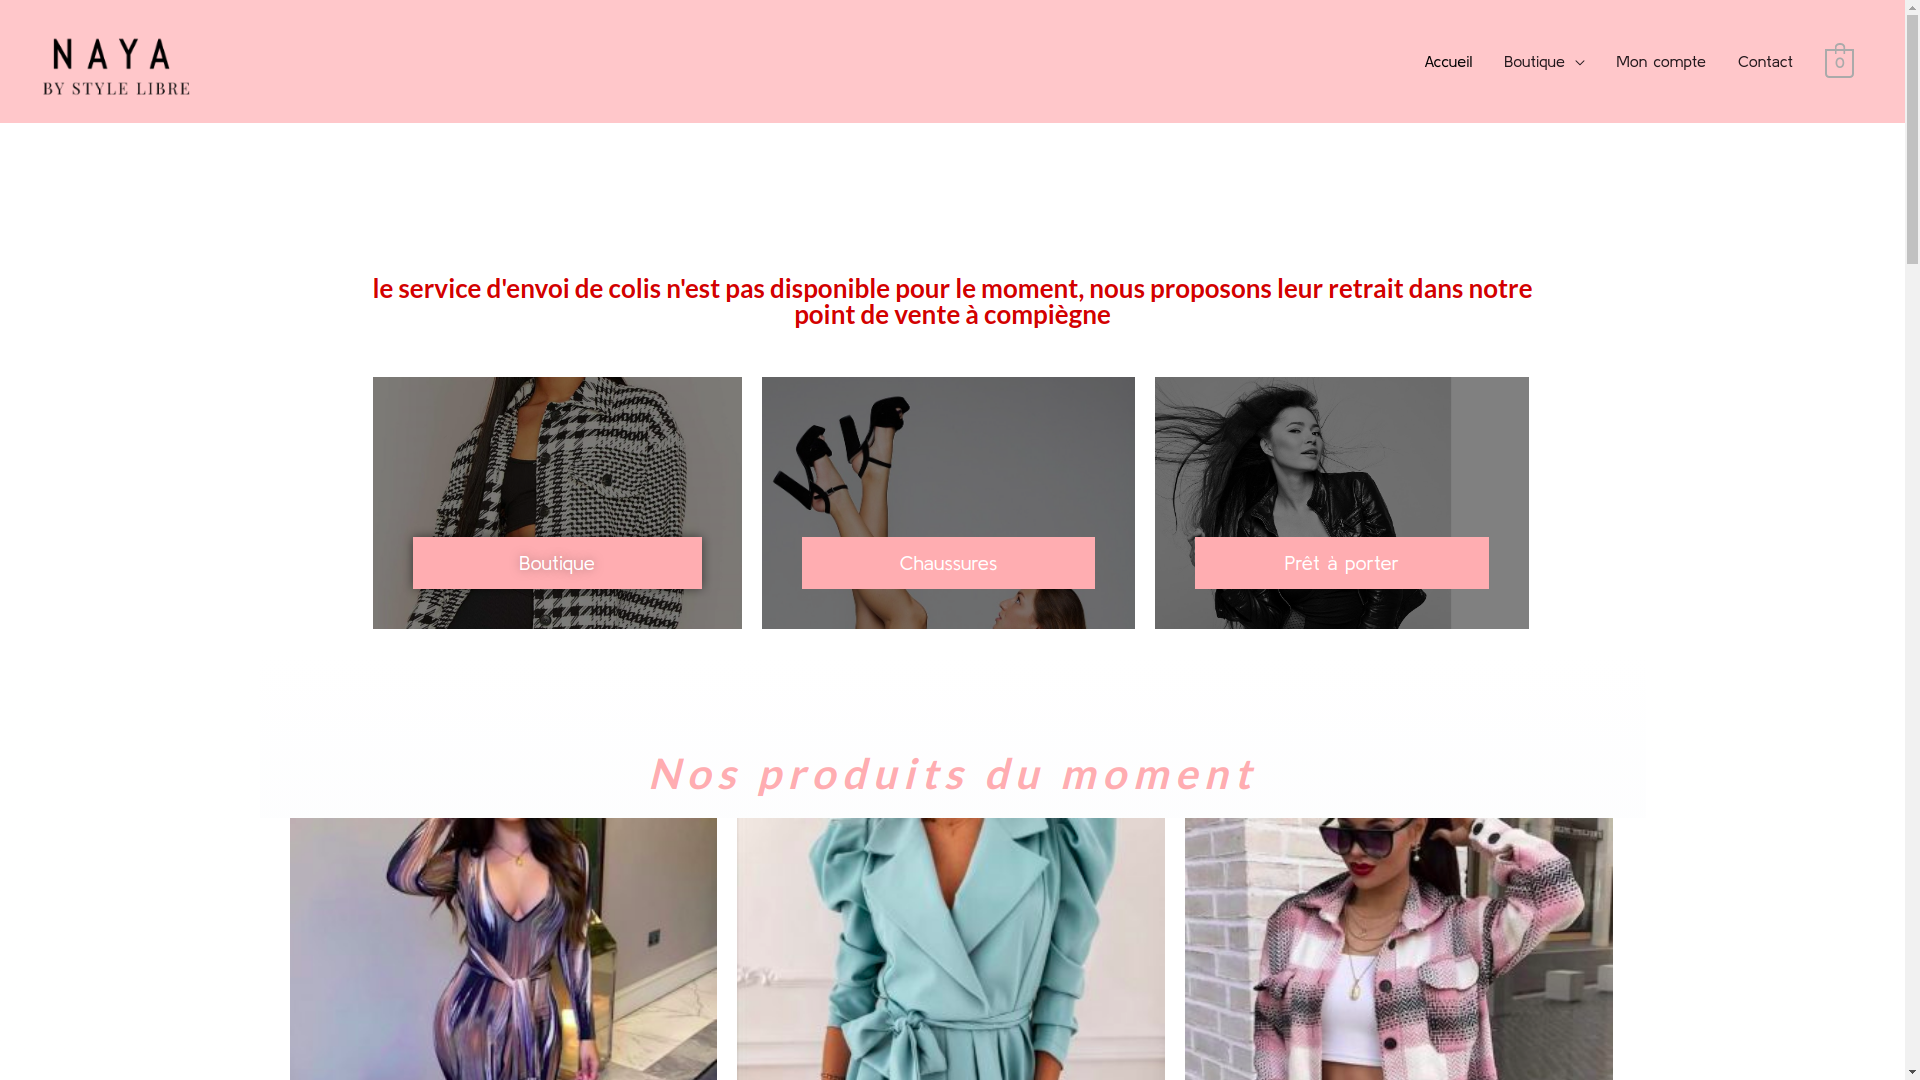 NAYA
BY STYLE LIBRE
Accueil
Boutique
Mon compte
Contact
0
le service d'envoi de colis n'est pas disponible pour le moment, nous proposons leur retrait dans notre
point de vente à compiègne
Boutique
Chaussures
Prêt à porter
Nos produits du moment